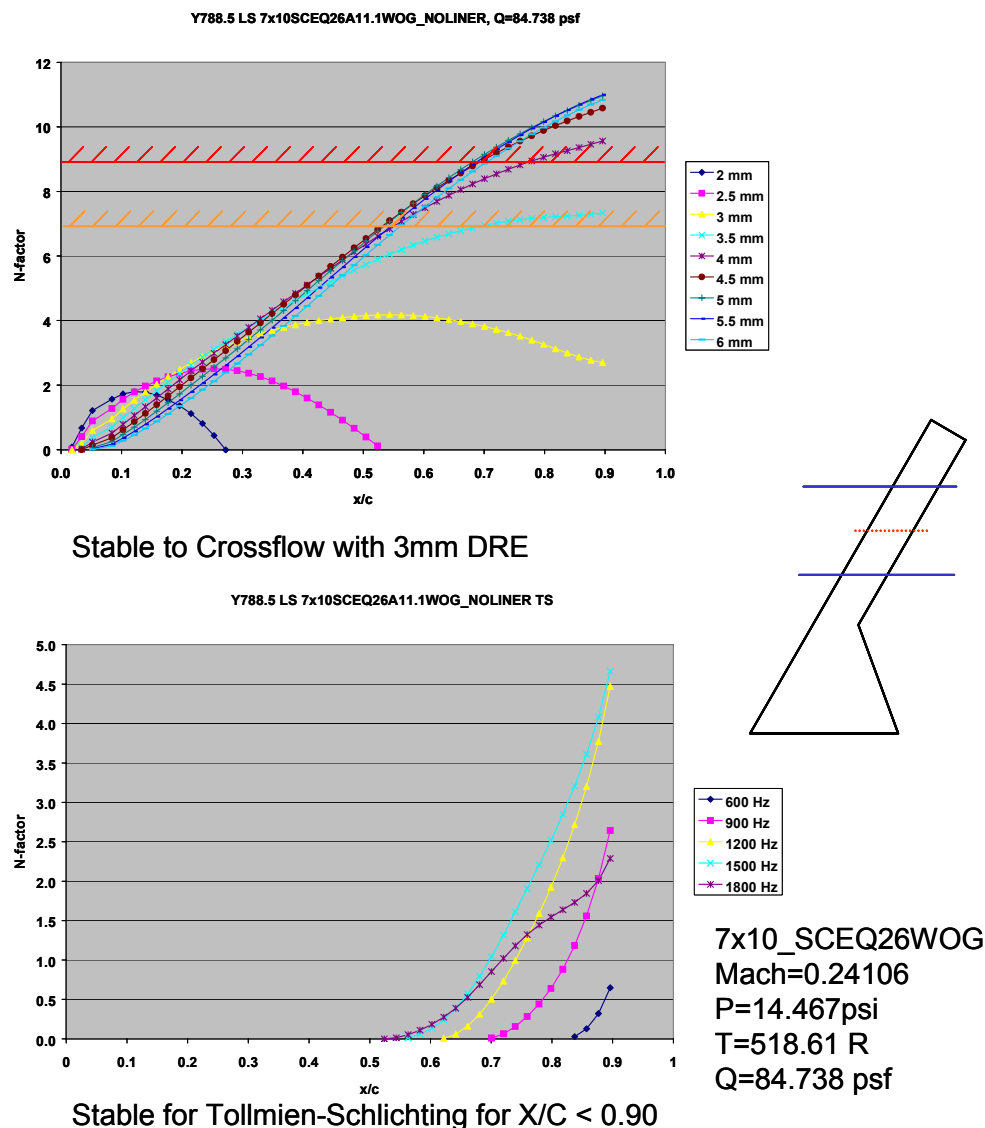 Y788.5 LS 7x10SCEQ26A11.1WOG_NOLINER, Q=84.738 psf
12
10
8
6
4
2
0
N-factor
0.0 0.1 0.2 0.3 0.4 0.5 0.6 0.7 0.8 0.9 1.0
x/c
2 mm
2.5 mm
3 mm
3.5 mm
4 mm
4.5 mm
5 mm
5.5 mm
6 mm
Stable to Crossflow with 3mm DRE
Y788.5 LS 7x10SCEQ26A11.1WOG_NOLINER TS
5.0
4.5
4.0
3.5
3.0
2.5
2.0
1.5
1.0
0.5
0.0
N-factor
0 0.1 0.2 0.3 0.4 0.5 0.6 0.7 0.8 0.9 1
x/c
600 Hz
900 Hz
1200 Hz
1500 Hz
1800 Hz
Stable for Tollmien-Schlichting for X/C < 0.90
7x10_SCEQ26WOG
Mach=0.24106
P=14.467psi
T=518.61 R
Q=84.738 psf